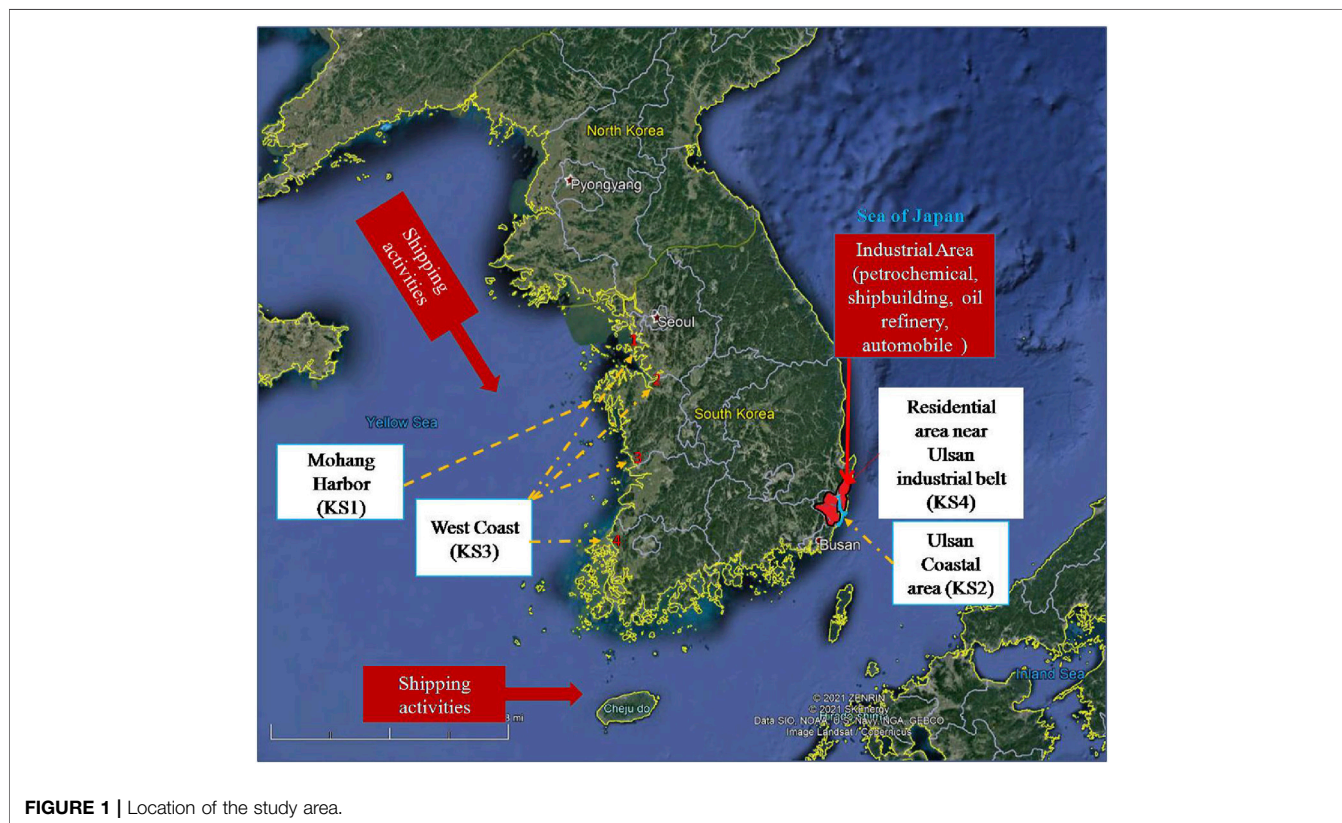 North Korea
Pyongyang
Shipping
activities
Sea of Japan
Industrial Area
(petrochemical,
shipbuilding, oil
refinery,
automobile )
Seoul
1
2
Yellow Sea
South Korea
Residential
area near
Ulsan
industrial belt
(KS4)
Mohang
Harbor
(KS1)
3
West Coast
(KS3)
4
Busan
Ulsan
Coastal
area (KS2)
Inland Sea
Shipping
activities
Cheju do
mi
© 2021 ZENRIN
© 2021 SKEnergy
Data SIO, NOAA, U.S. Navy, NGA, GEBCO
Image Landsat / Copernicus
FIGURE 1 | Location of the study area.